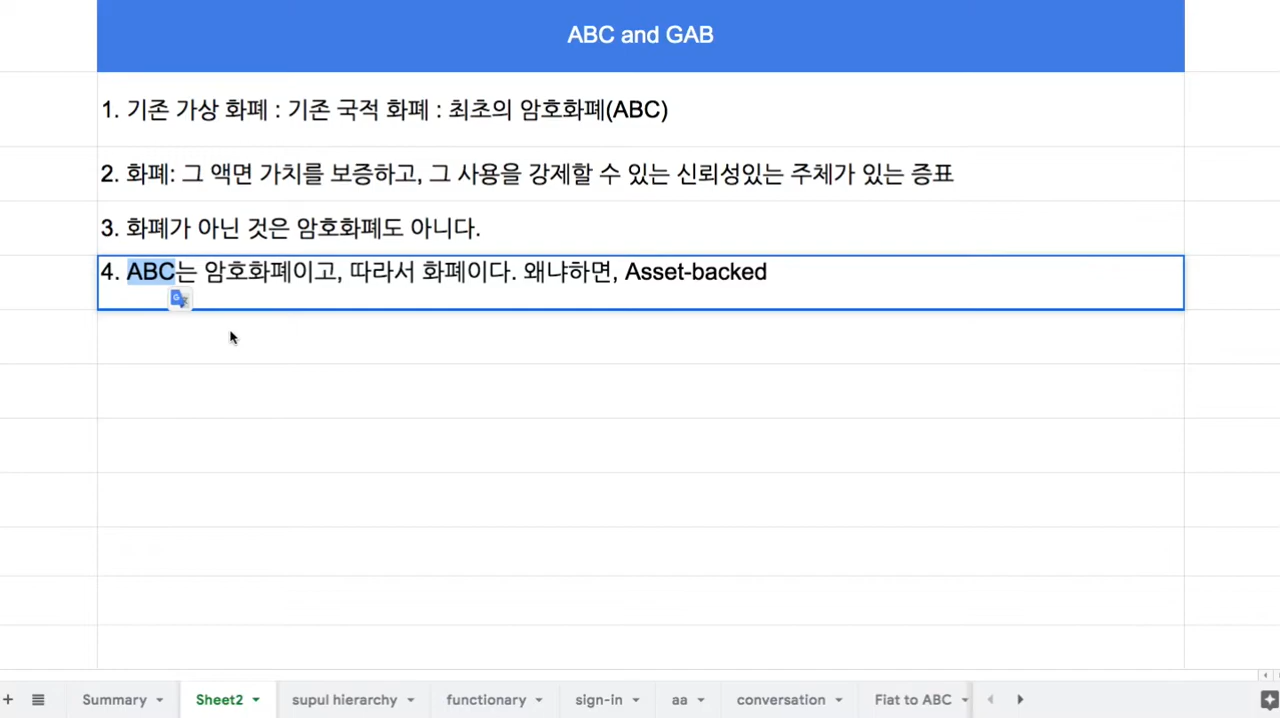 ABC and GAB
1. 기존 가상 화폐 : 기존 국적 화폐 : 최초의 암호화폐(ABC)
2. 화폐: 그 액면 가치를 보증하고, 그 사용을 강제할 수 있는 신뢰성있는 주체가 있는 증표
3. 화폐가 아닌 것은 암호화폐도 아니다.
4. ABC는 암호화폐이고, 따라서 화폐이다. 왜냐하면, Asset-backed
Summary Sheet2 supul hierarchy functionary sign-in aa conversation Fiat to ABC